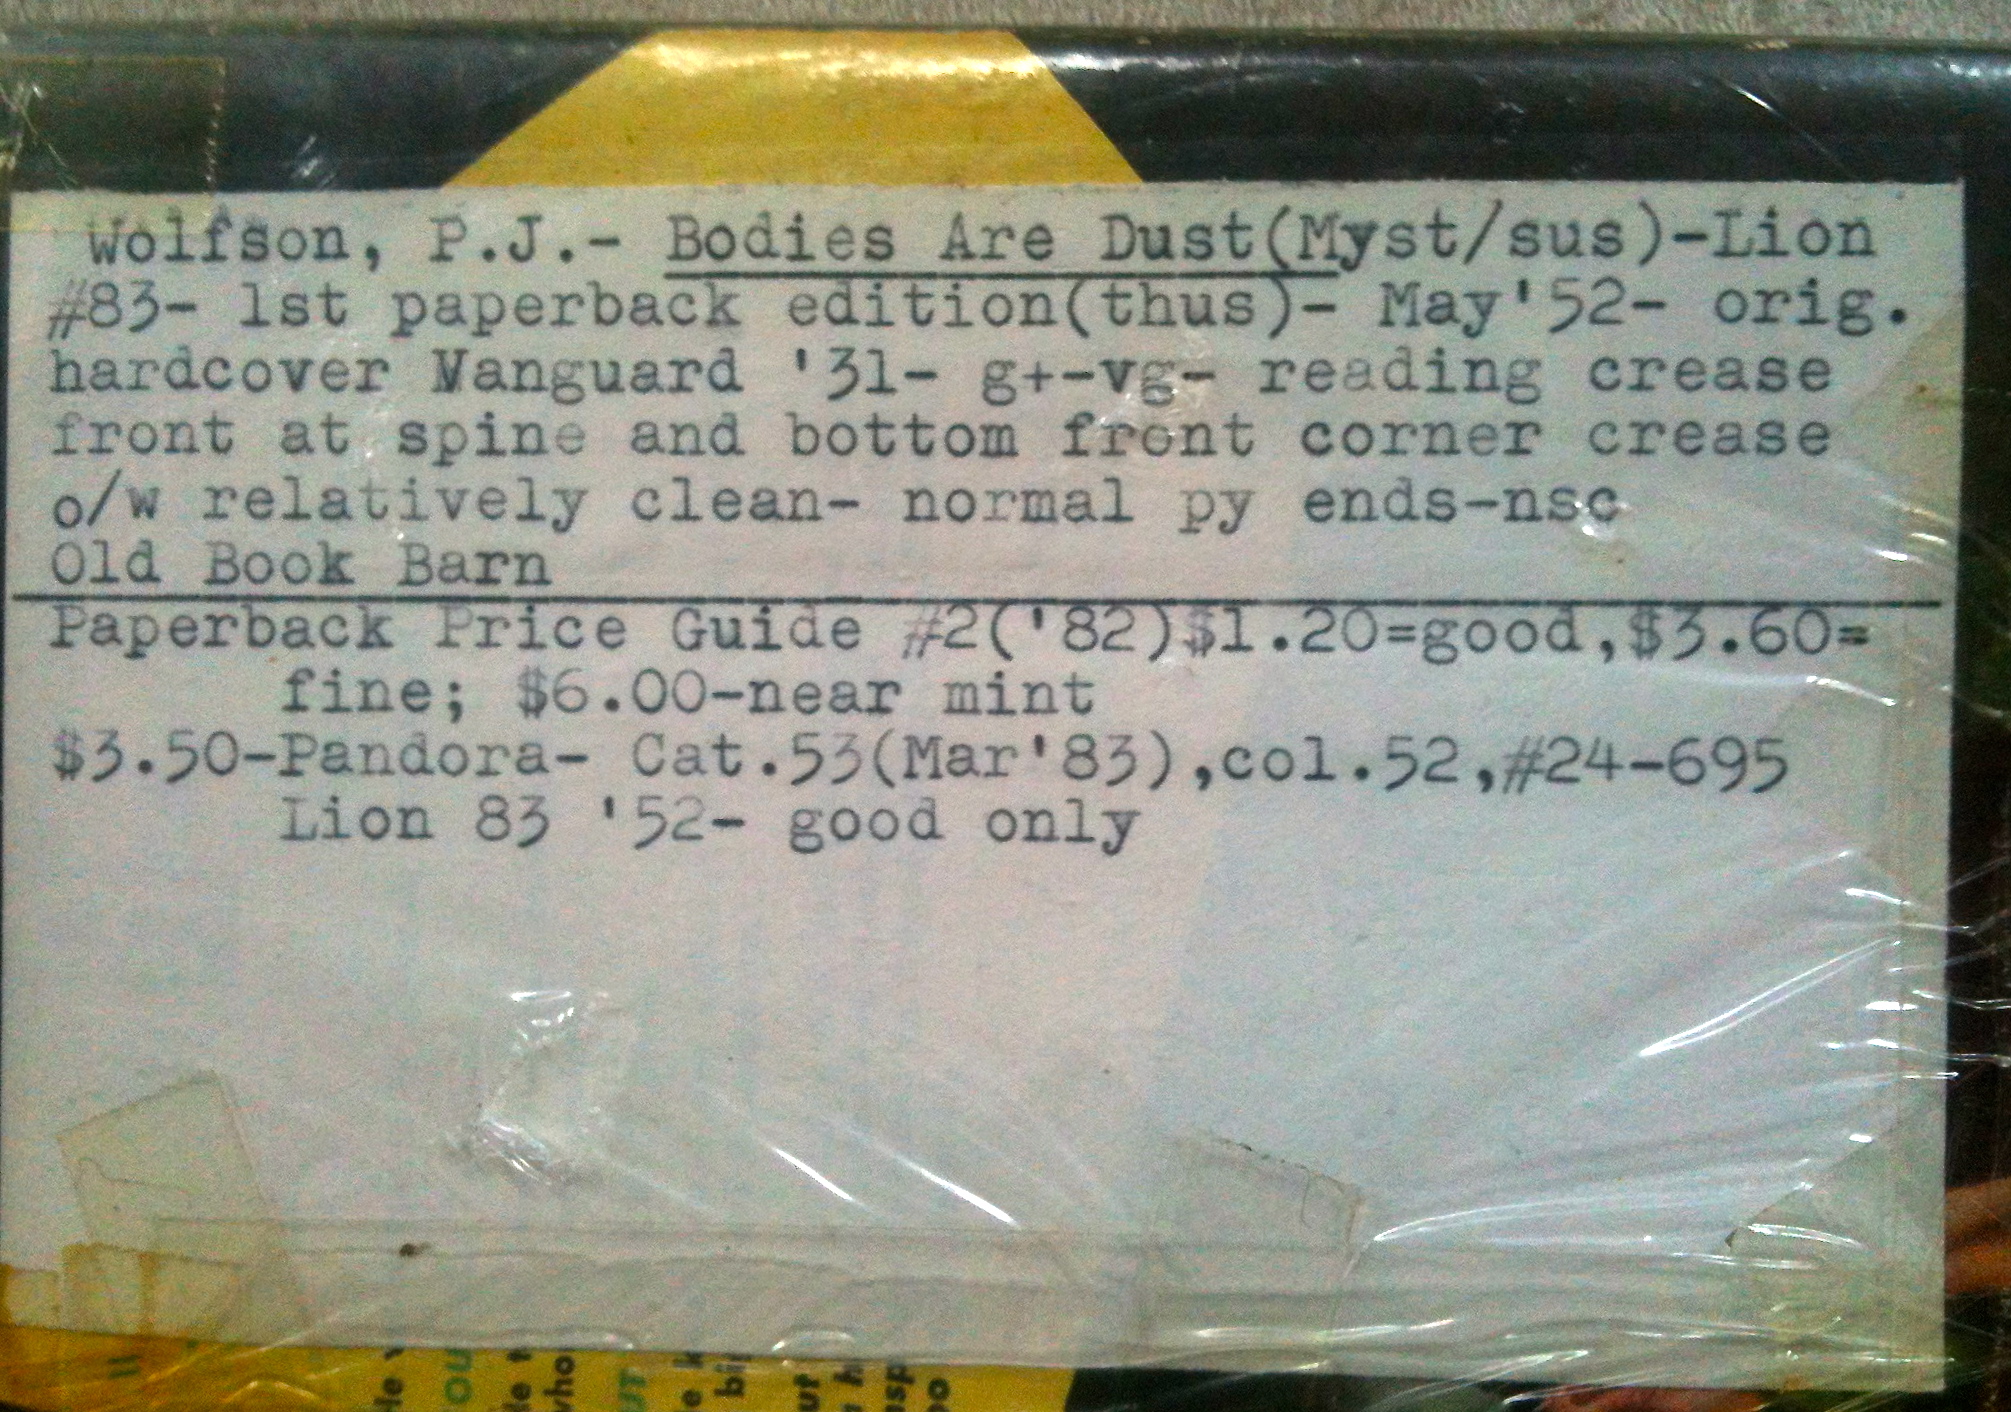 Wolfson, P.J.- Bodies Are Dust(Myst/sus)-Lion
#83- 1st paperback edition(thus)- May'52- orig.
hardcover Vanguard '31- g+-vg- reading crease
front at spine and bottom front corner crease
o/w relatively clean- normal py ends-nsc
Old Book Barn
Paperback Price Guide #2('82)$1.20=good,$3.60=
fine; $6.00-near mint
$3.50-Pandora- Cat.53(Mar'83),col.52,#24-695
Lion 83 '52- good only